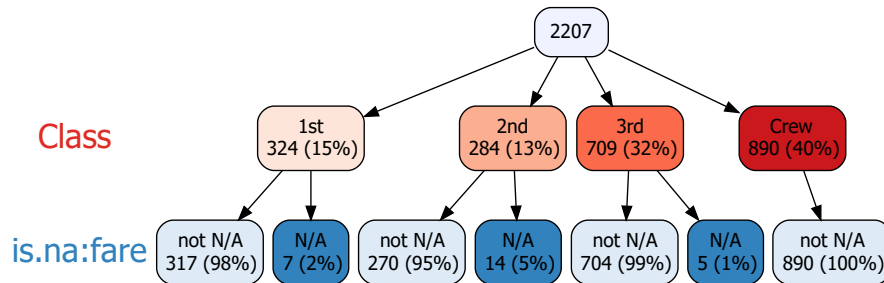 2207
Class
1st
324 (15%)
2nd
284 (13%)
3rd
709 (32%)
Crew
890 (40%)
is.na:fare
not N/A
317 (98%)
N/A
7 (2%)
not N/A
270 (95%)
N/A
14 (5%)
not N/A
704 (99%)
N/A
5 (1%)
not N/A
890 (100%)